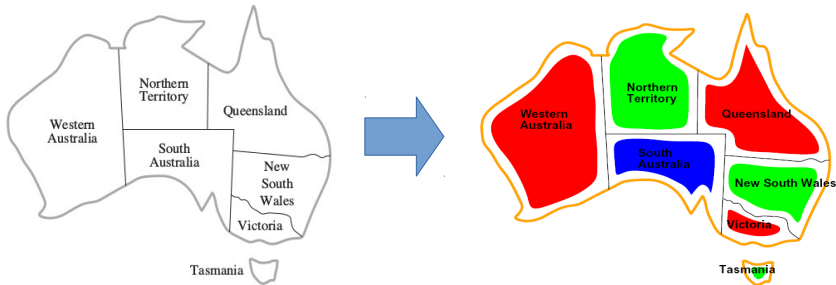 Northern
Territory
Western
Australia
Queensland
South
Australia
New
South
Wales
Victoria
Tasmania
Northern
Territory
Western
Australia
Queensland
South
Australia
New South Wales
Victoria
Tasmania